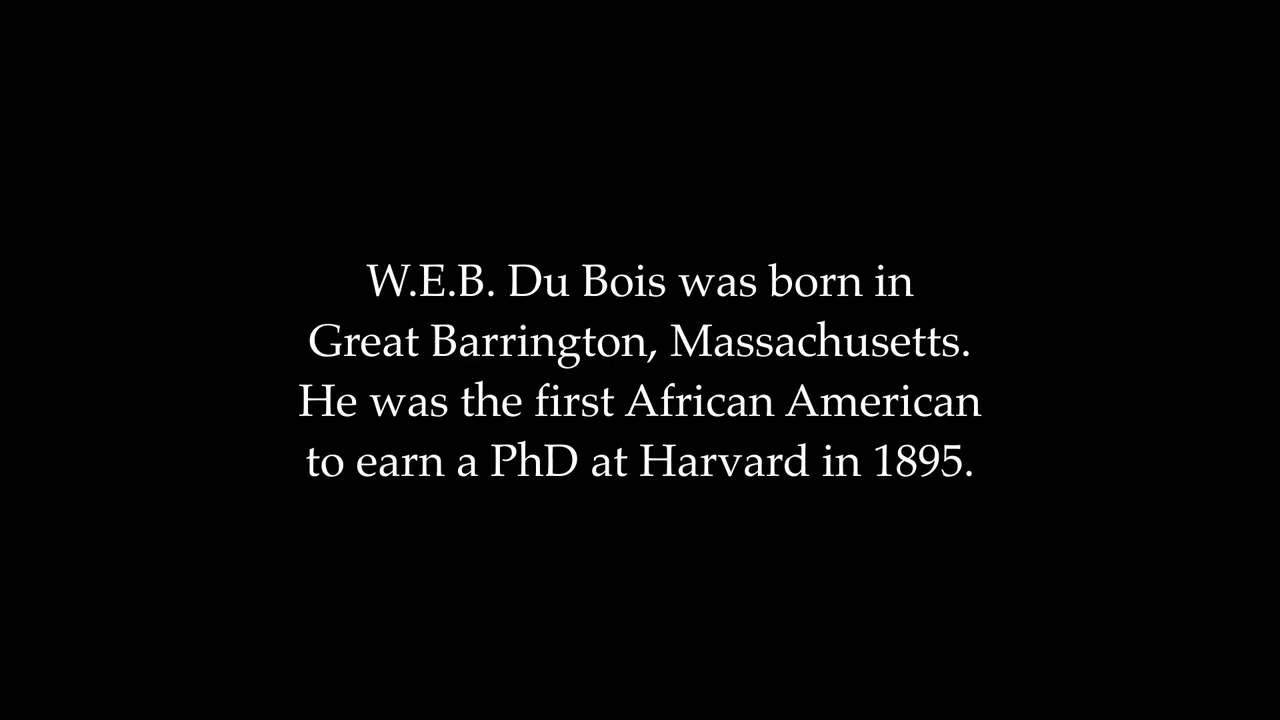 W.E.B. Du Bois was born in
Great Barrington, Massachusetts.
He was the first African American
to earn a PhD at Harvard in 1895.